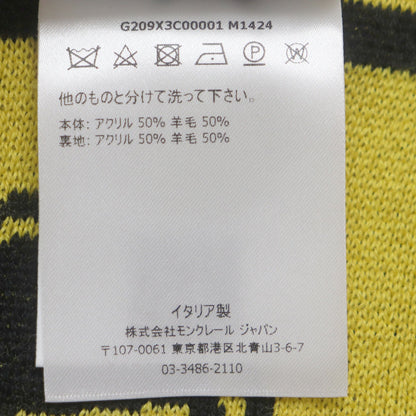 G209X3C00001 M1424
他のものと分けて洗って下さい。
本体: アクリル 50% 羊毛 50%
裏地: アクリル 50% 羊毛 50%
イタリア製
株式会社モンクレール ジャパン
〒107-0061 東京都港区北青山3-6-7
03-3486-2110